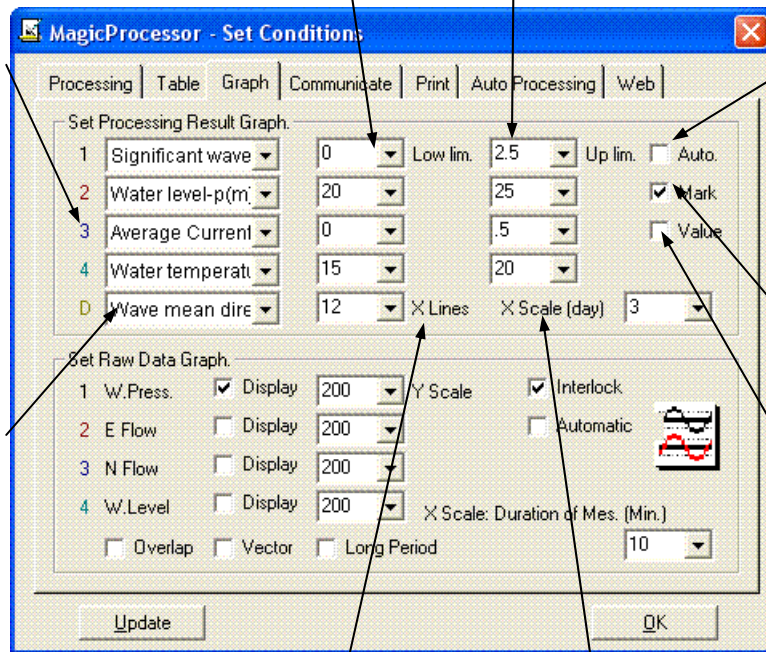 MagicProcessor - Set Conditions
Processing Table Graph Communicate Print Auto Processing Web
Set Processing Result Graph.
1 Significant wave 0 Low lim. 2.5 Up lim. Auto.
2 Water level-p(m) 20 25 Mark
3 Average Current 0 .5 Value
4 Water temperatu 15 20
D Wave mean dire 12 X Lines X Scale (day) 3
Set Raw Data Graph.
1 W.Press. Display 200 Y Scale Interlock
2 E Flow Display 200 Automatic
3 N Flow Display 200
4 W.Level Display 200 X Scale: Duration of Mes. (Min.)
Overlap Vector Long Period 10
Update OK